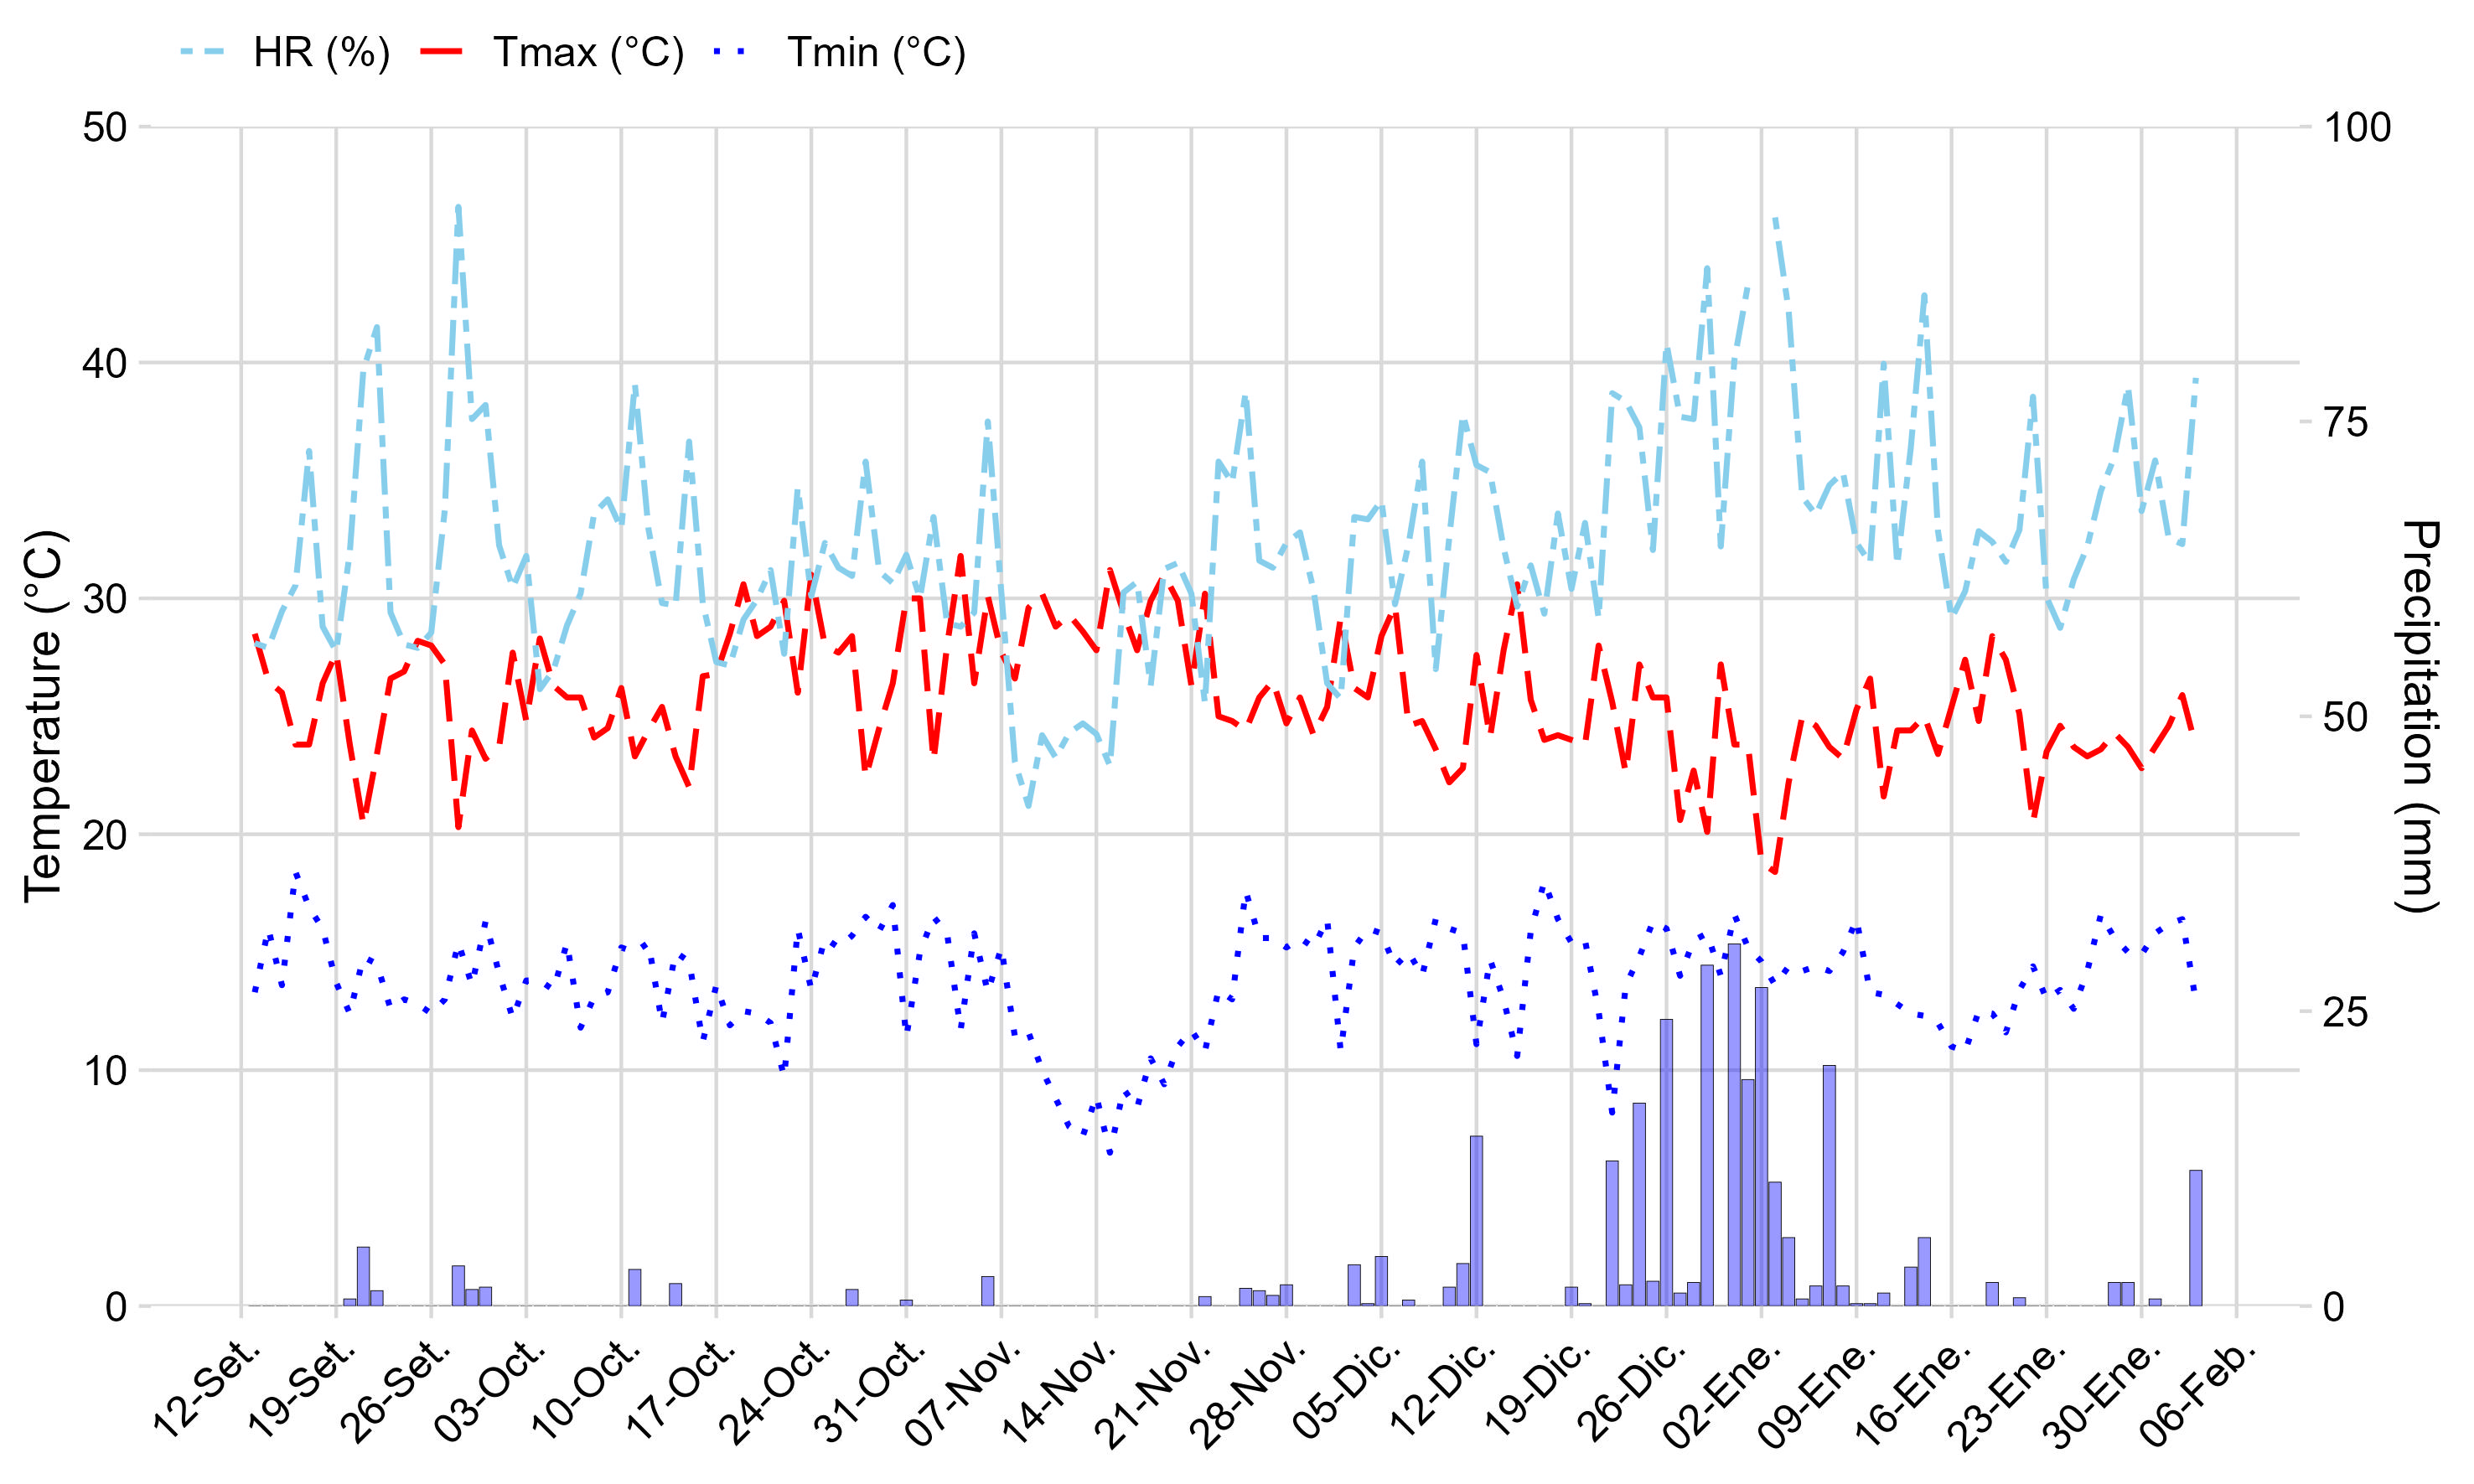 HR (%) Tmax (°C) Tmin (°C)
50
40
30
20
10
0
Temperature (°C)
100
75
50
25
0
Precipitation (mm)
12-Set.
19-Set.
26-Set.
03-Oct.
10-Oct.
17-Oct.
24-Oct.
31-Oct.
07-Nov.
14-Nov.
21-Nov.
28-Nov.
05-Dic.
12-Dic.
19-Dic.
26-Dic.
02-Ene.
09-Ene.
16-Ene.
23-Ene.
30-Ene.
06-Feb.